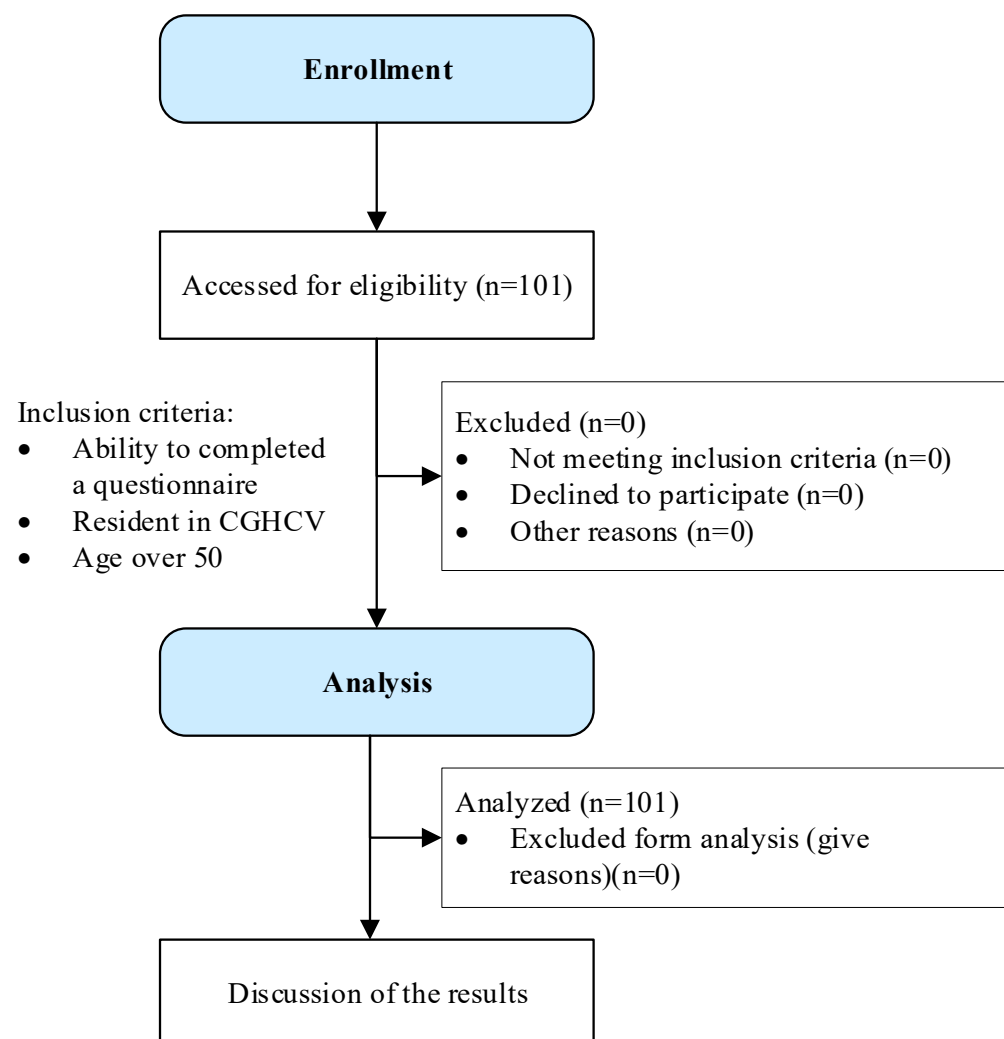 Enrollment
Accessed for eligibility (n=101)
Inclusion criteria:
• Ability to completed
a questionnaire
• Resident in CGHCV
• Age over 50
Excluded (n=0)
• Not meeting inclusion criteria (n=0)
• Declined to participate (n=0)
• Other reasons (n=0)
Analysis
Analyzed (n=101)
• Excluded form analysis (give
reasons)(n=0)
Discussion of the results